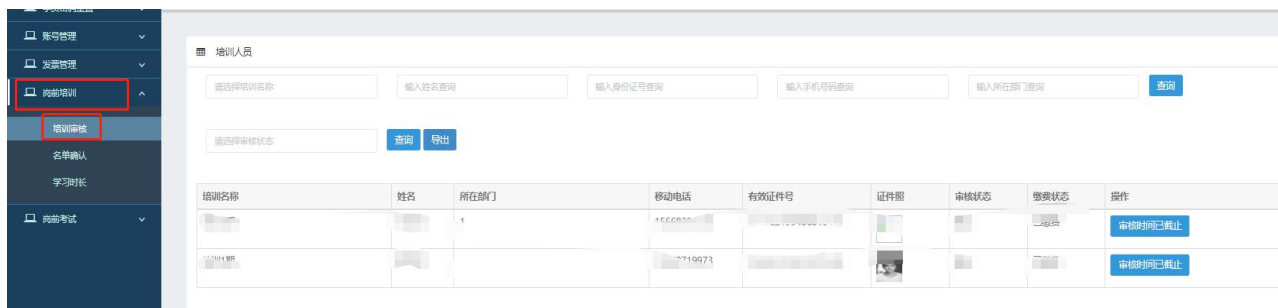 账号管理
发票管理
岗前培训
培训审核
名单确认
学习时长
岗前考试
培训人员
请选择培训名称 输入姓名查询 输入身份证号查询 输入手机号码查询 输入所在部门查询 查询
请选择审核状态 查询 导出
培训名称 姓名 所在部门 移动电话 有效证件号 证件照 审核状态 缴费状态 操作
1 审核时间已截止
719973 审核时间已截止